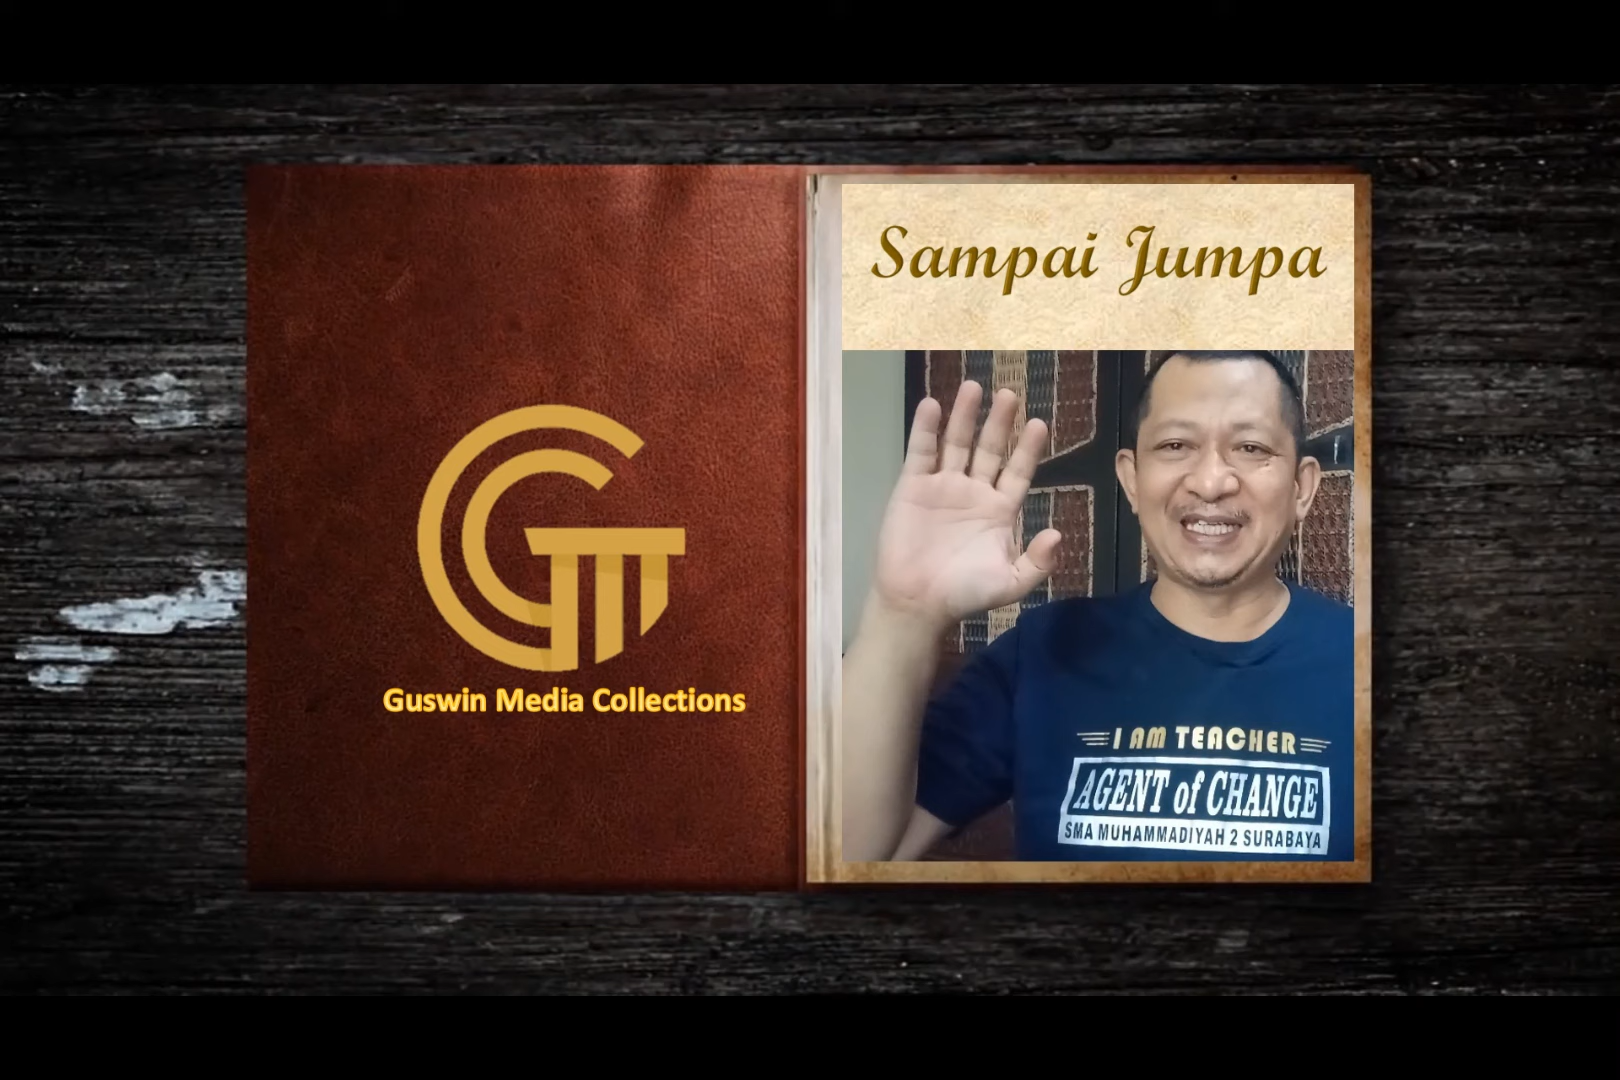 Guswin Media Collections
Sampai Jumpa
I AM TEACHER
AGENT of CHANGE
SMA MUHAMMADIYAH 2 SURABAYA